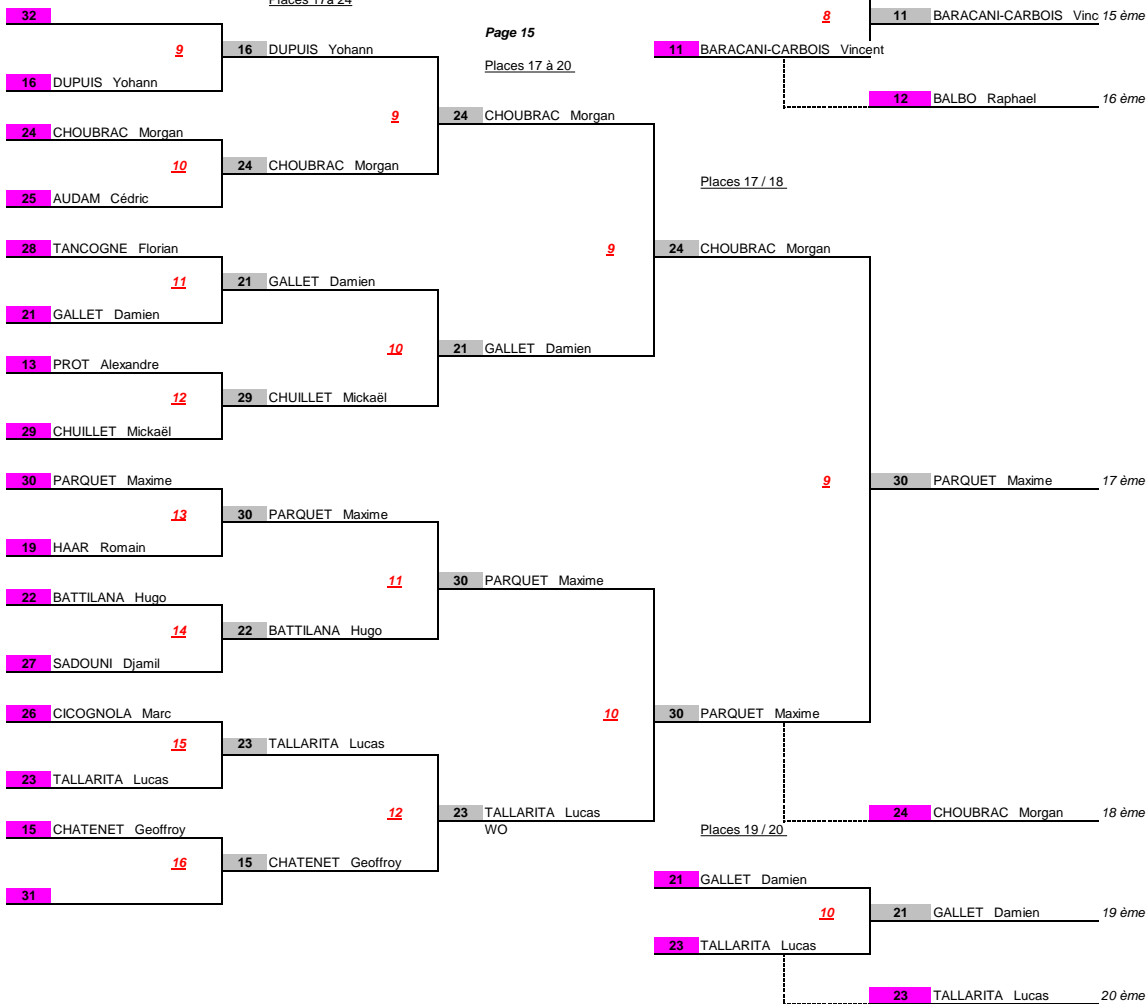 Places 17à 24
32
8
11 BARACANI-CARBOIS Vinc 15 ème
Page 15
9
16 DUPUIS Yohann
11 BARACANI-CARBOIS Vincent
Places 17 à 20
16 DUPUIS Yohann
12 BALBO Raphael 16 ème
9
24 CHOUBRAC Morgan
24 CHOUBRAC Morgan
10
24 CHOUBRAC Morgan
Places 17 / 18
25 AUDAM Cédric
28 TANCOGNE Florian
9
24 CHOUBRAC Morgan
11
21 GALLET Damien
21 GALLET Damien
10
21 GALLET Damien
13 PROT Alexandre
12
29 CHUILLET Mickaël
29 CHUILLET Mickaël
30 PARQUET Maxime
9
30 PARQUET Maxime 17 ème
13
30 PARQUET Maxime
19 HAAR Romain
11
30 PARQUET Maxime
22 BATTILANA Hugo
14
22 BATTILANA Hugo
27 SADOUNI Djamil
26 CICOGNOLA Marc
10
30 PARQUET Maxime
15
23 TALLARITA Lucas
23 TALLARITA Lucas
12
23 TALLARITA Lucas
24 CHOUBRAC Morgan 18 ème
15 CHATENET Geoffroy
WO
Places 19 / 20
16
15 CHATENET Geoffroy
21 GALLET Damien
31
10
21 GALLET Damien 19 ème
23 TALLARITA Lucas
23 TALLARITA Lucas 20 ème